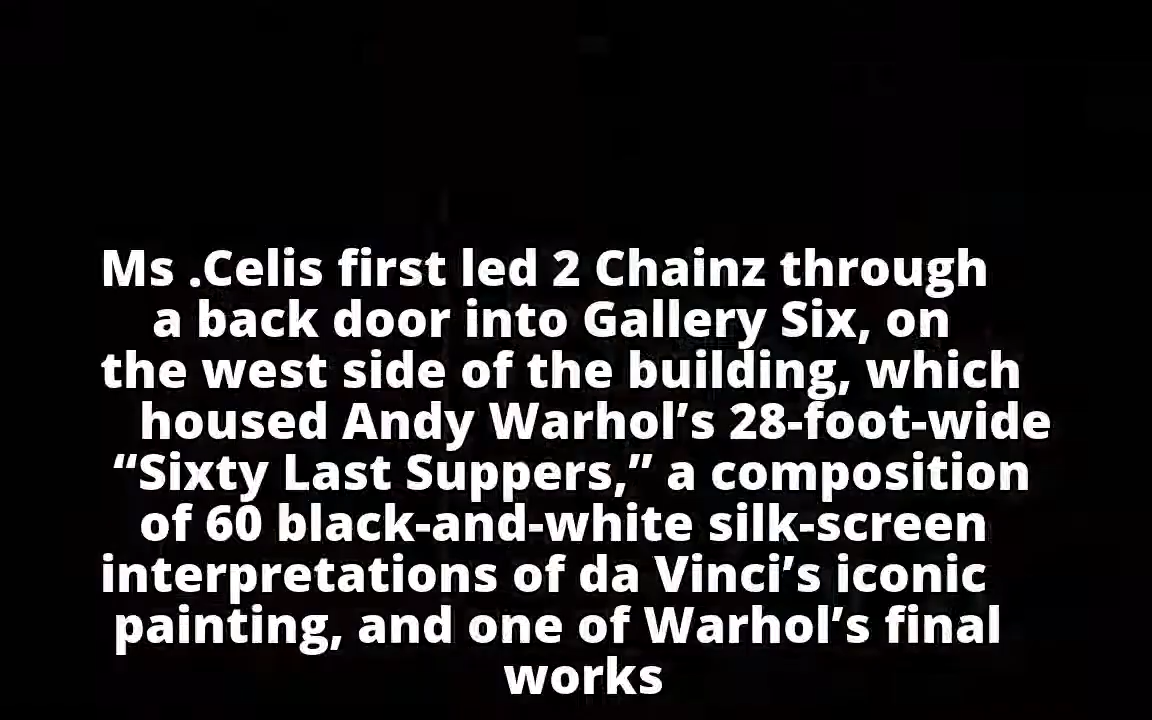 Ms .Celis first led 2 Chainz through
a back door into Gallery Six, on
the west side of the building, which
housed Andy Warhol’s 28-foot-wide
“Sixty Last Suppers,” a composition
of 60 black-and-white silk-screen
interpretations of da Vinci’s iconic
painting, and one of Warhol’s final
works